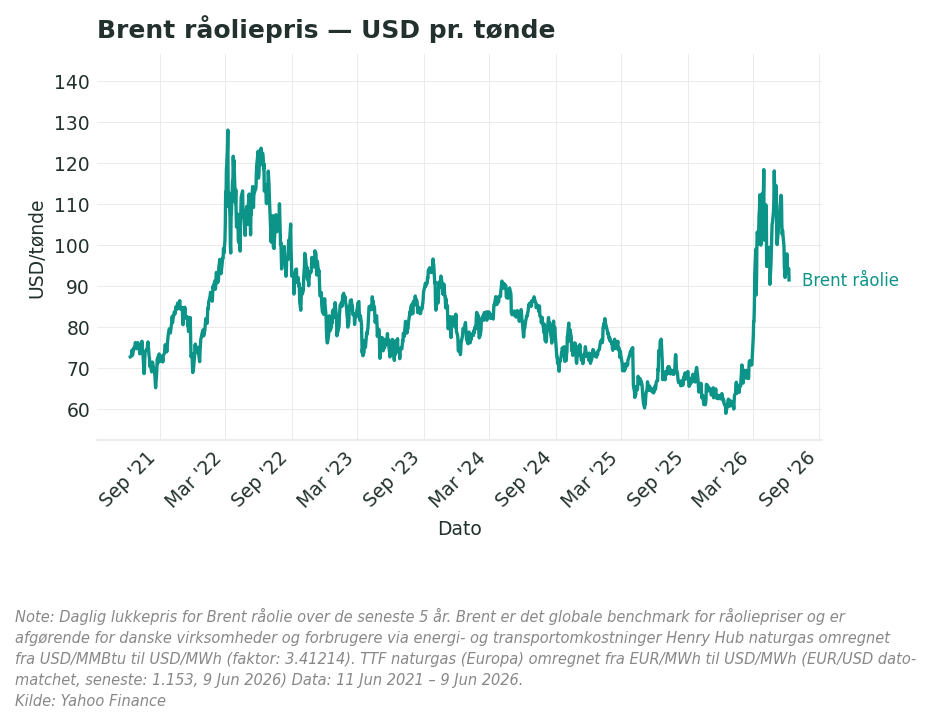 Brent råoliepris — USD pr. tønde
140
130
120
110
100
90
80
70
60
USD/tønde
Brent råolie
Sep '21
Mar '22
Sep '22
Mar '23
Sep '23
Mar '24
Sep '24
Mar '25
Sep '25
Mar '26
Sep '26
Dato
Note: Daglig lukkepris for Brent råolie over de seneste 5 år. Brent er det globale benchmark for råoliepriser og er
afgørende for danske virksomheder og forbrugere via energi- og transportomkostninger Henry Hub naturgas omregnet
fra USD/MMBtu til USD/MWh (faktor: 3.41214). TTF naturgas (Europa) omregnet fra EUR/MWh til USD/MWh (EUR/USD dato-
matchet, seneste: 1.153, 9 Jun 2026) Data: 11 Jun 2021 – 9 Jun 2026.
Kilde: Yahoo Finance